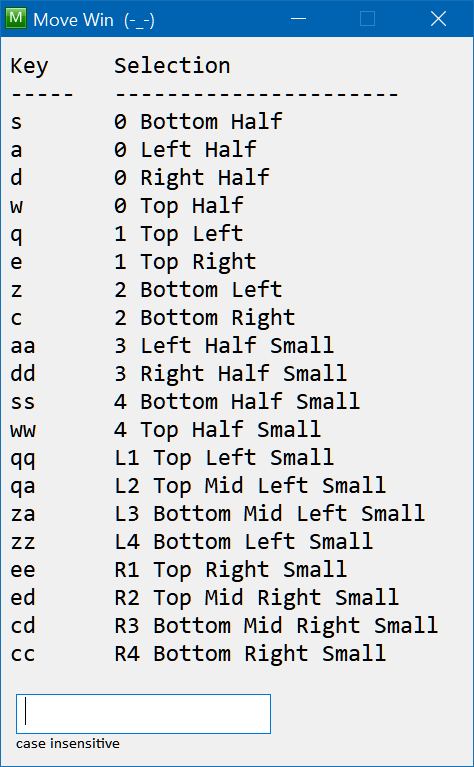 M Move Win (-_-)
Key Selection
----- ----------------------
s 0 Bottom Half
a 0 Left Half
d 0 Right Half
w 0 Top Half
q 1 Top Left
e 1 Top Right
z 2 Bottom Left
c 2 Bottom Right
aa 3 Left Half Small
dd 3 Right Half Small
ss 4 Bottom Half Small
ww 4 Top Half Small
qq L1 Top Left Small
qa L2 Top Mid Left Small
za L3 Bottom Mid Left Small
zz L4 Bottom Left Small
ee R1 Top Right Small
ed R2 Top Mid Right Small
cd R3 Bottom Mid Right Small
cc R4 Bottom Right Small
case insensitive